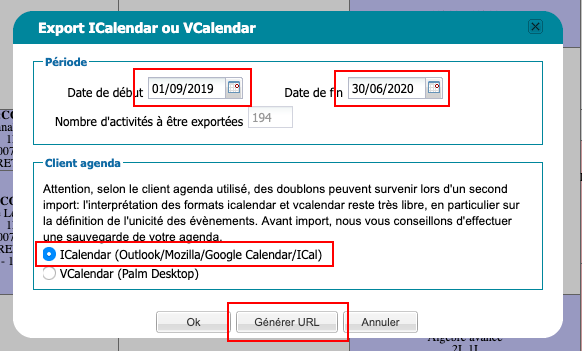 Export ICalendar ou VCalendar
Période
Date de début 01/09/2019 Date de fin 30/06/2020
Nombre d'activités à être exportées 194
Client agenda
Attention, selon le client agenda utilisé, des doublons peuvent survenir lors d'un second
import: l'interprétation des formats icalendar et vcalendar reste très libre, en particulier sur
la définition de l'unicité des évènements. Avant import, nous vous conseillons d'effectuer
une sauvegarde de votre agenda.
ICalendar (Outlook/Mozilla/Google Calendar/ICal)
VCalendar (Palm Desktop)
Ok Générer URL Annuler
Algèbre avancée